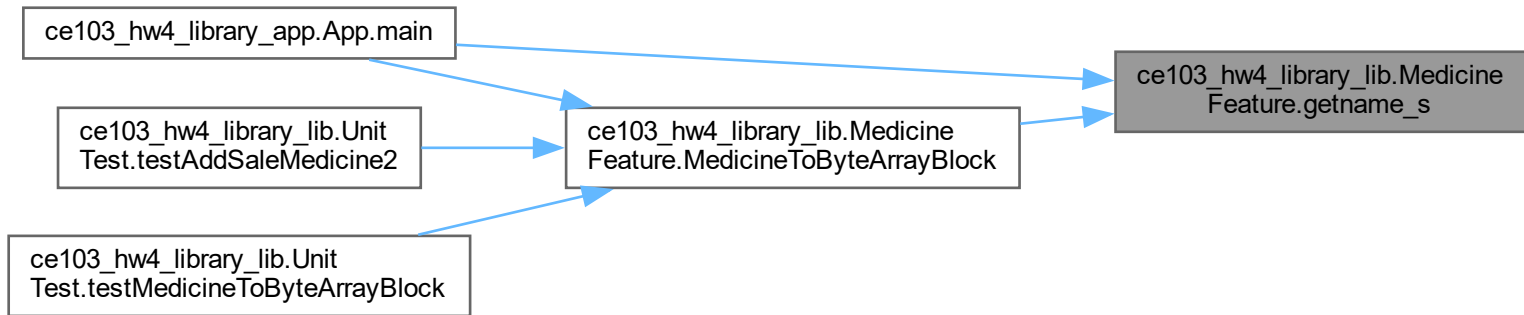 ce103_hw4_library_app.App.main
ce103_hw4_library_lib.Unit
Test.testAddSaleMedicine2
ce103_hw4_library_lib.Unit
Test.testMedicineToByteArrayBlock
ce103_hw4_library_lib.Medicine
Feature.MedicineToByteArrayBlock
ce103_hw4_library_lib.Medicine
Feature.getname_s